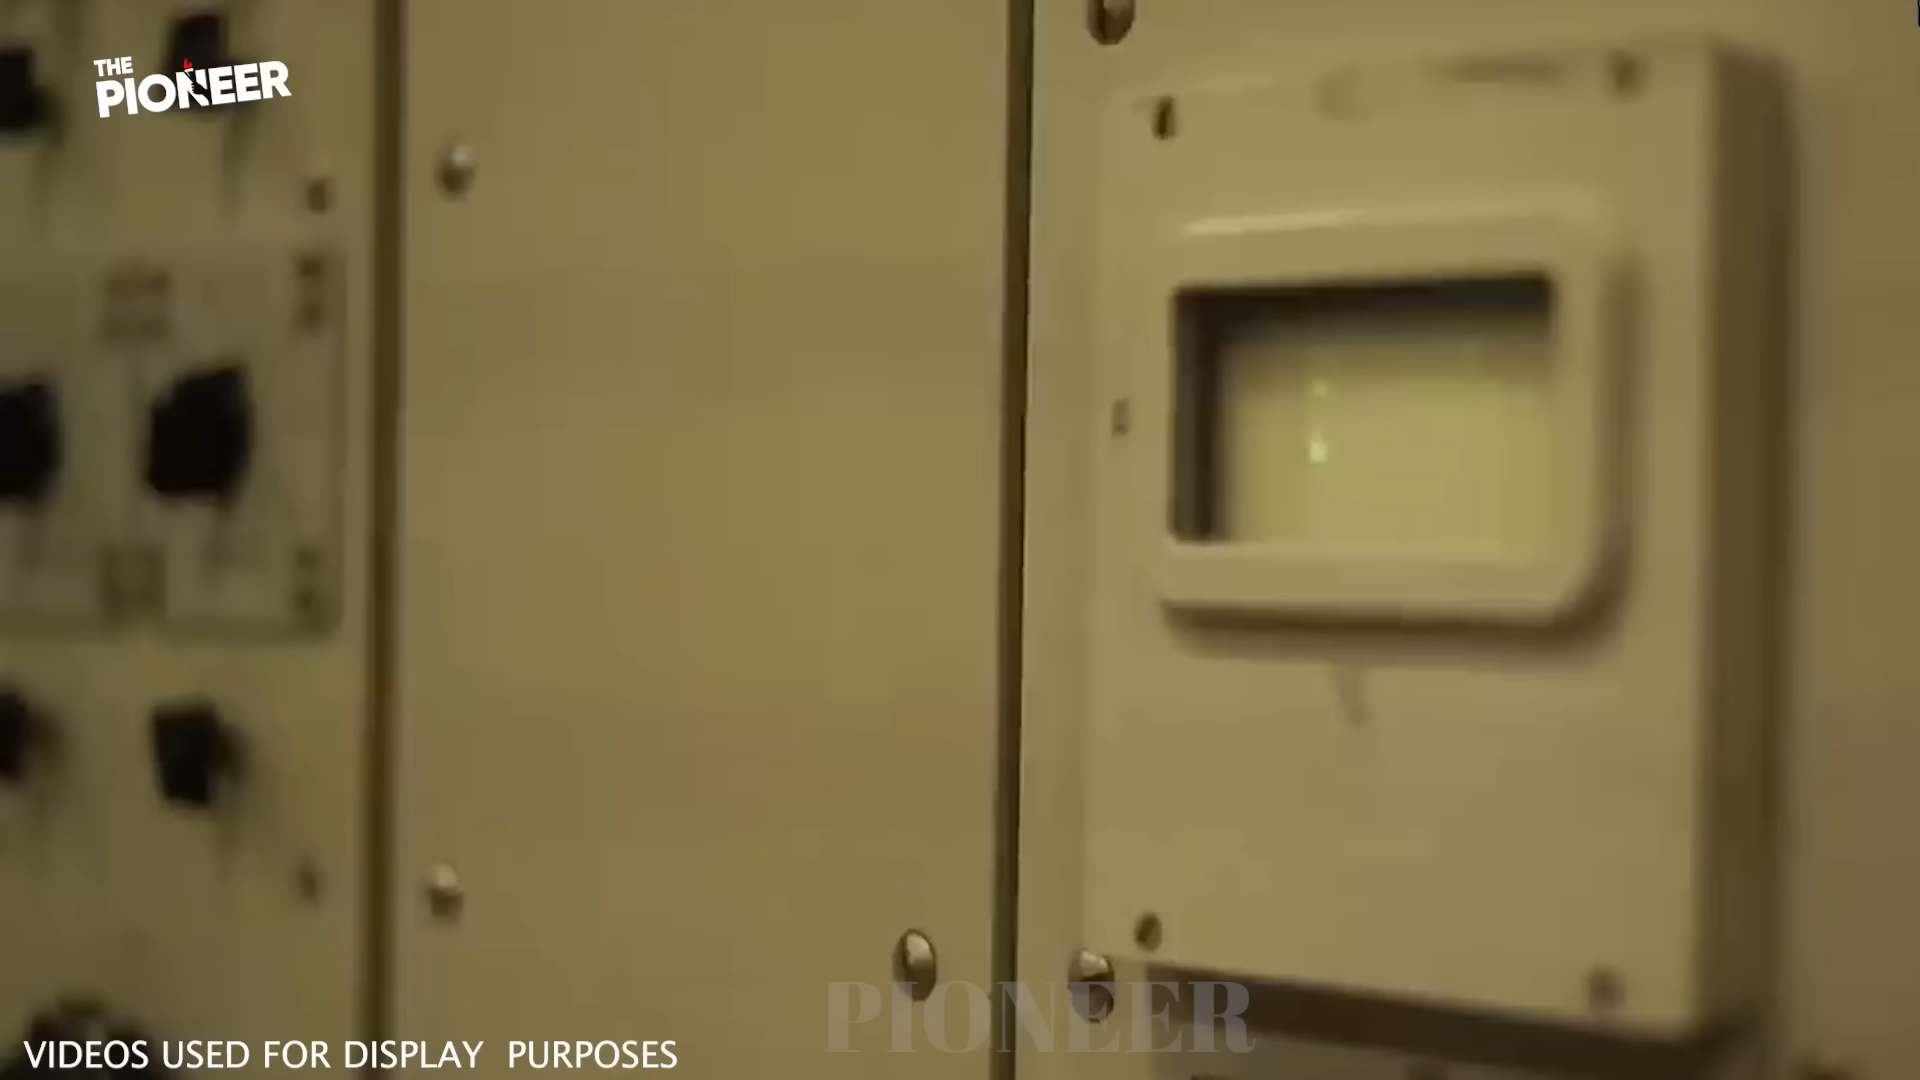 THE
PIONEER
PIONEER
VIDEOS USED FOR DISPLAY  PURPOSES